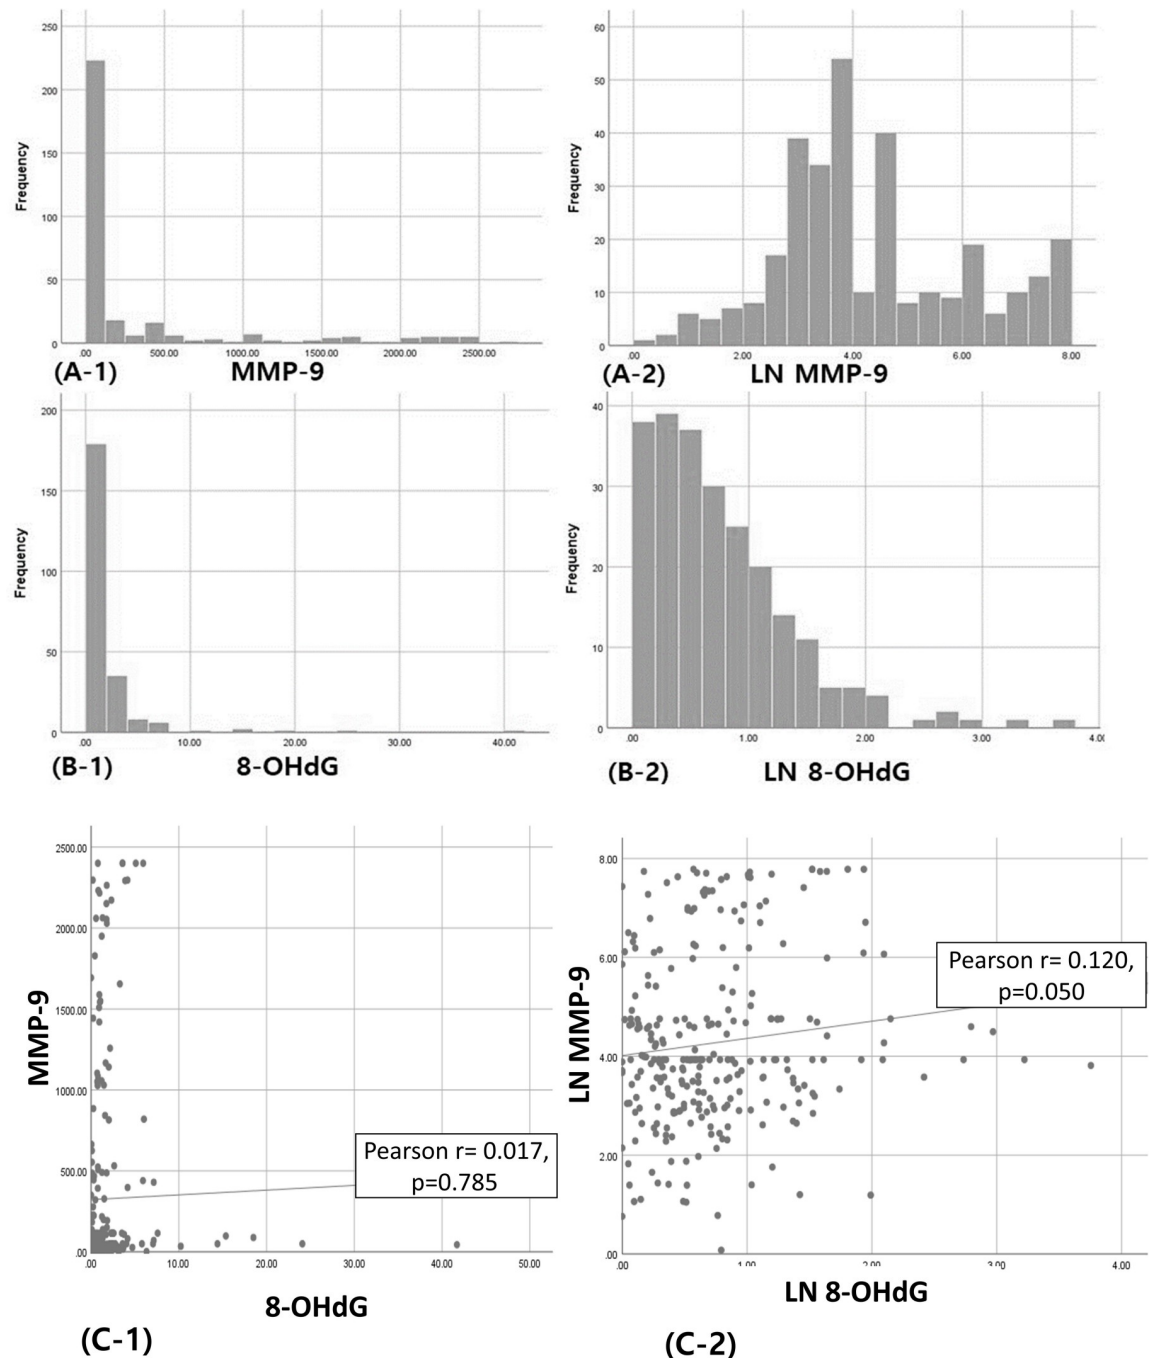 250
200
150
100
50
0
Frequency
.00 500.00 1000.00 1500.00 2000.00 2500.00
(A-1) MMP-9
60
50
40
30
20
10
0
Frequency
.00 2.00 4.00 6.00 8.00
(A-2) LN MMP-9
200
150
100
50
0
Frequency
.00 10.00 20.00 30.00 40.00
(B-1) 8-OHdG
40
30
20
10
0
Frequency
.00 1.00 2.00 3.00
(B-2) LN 8-OHdG
2500.00
2000.00
1500.00
1000.00
500.00
.00
MMP-9
Pearson r= 0.017,
p=0.785
.00 10.00 20.00 30.00 40.00 50.00
8-OHdG
(C-1)
8.00
6.00
4.00
2.00
.00
LN MMP-9
Pearson r= 0.120,
p=0.050
.00 1.00 2.00 3.00 4.00
LN 8-OHdG
(C-2)